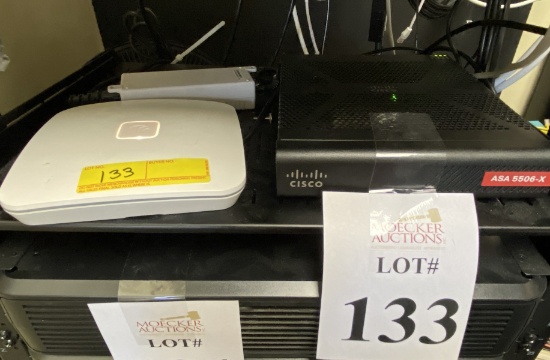 133
CISCO
ASA 5506-X
MOECKER
AUCTIONS
LOT#
133
MOECKER
AUCTIONS
LOT#